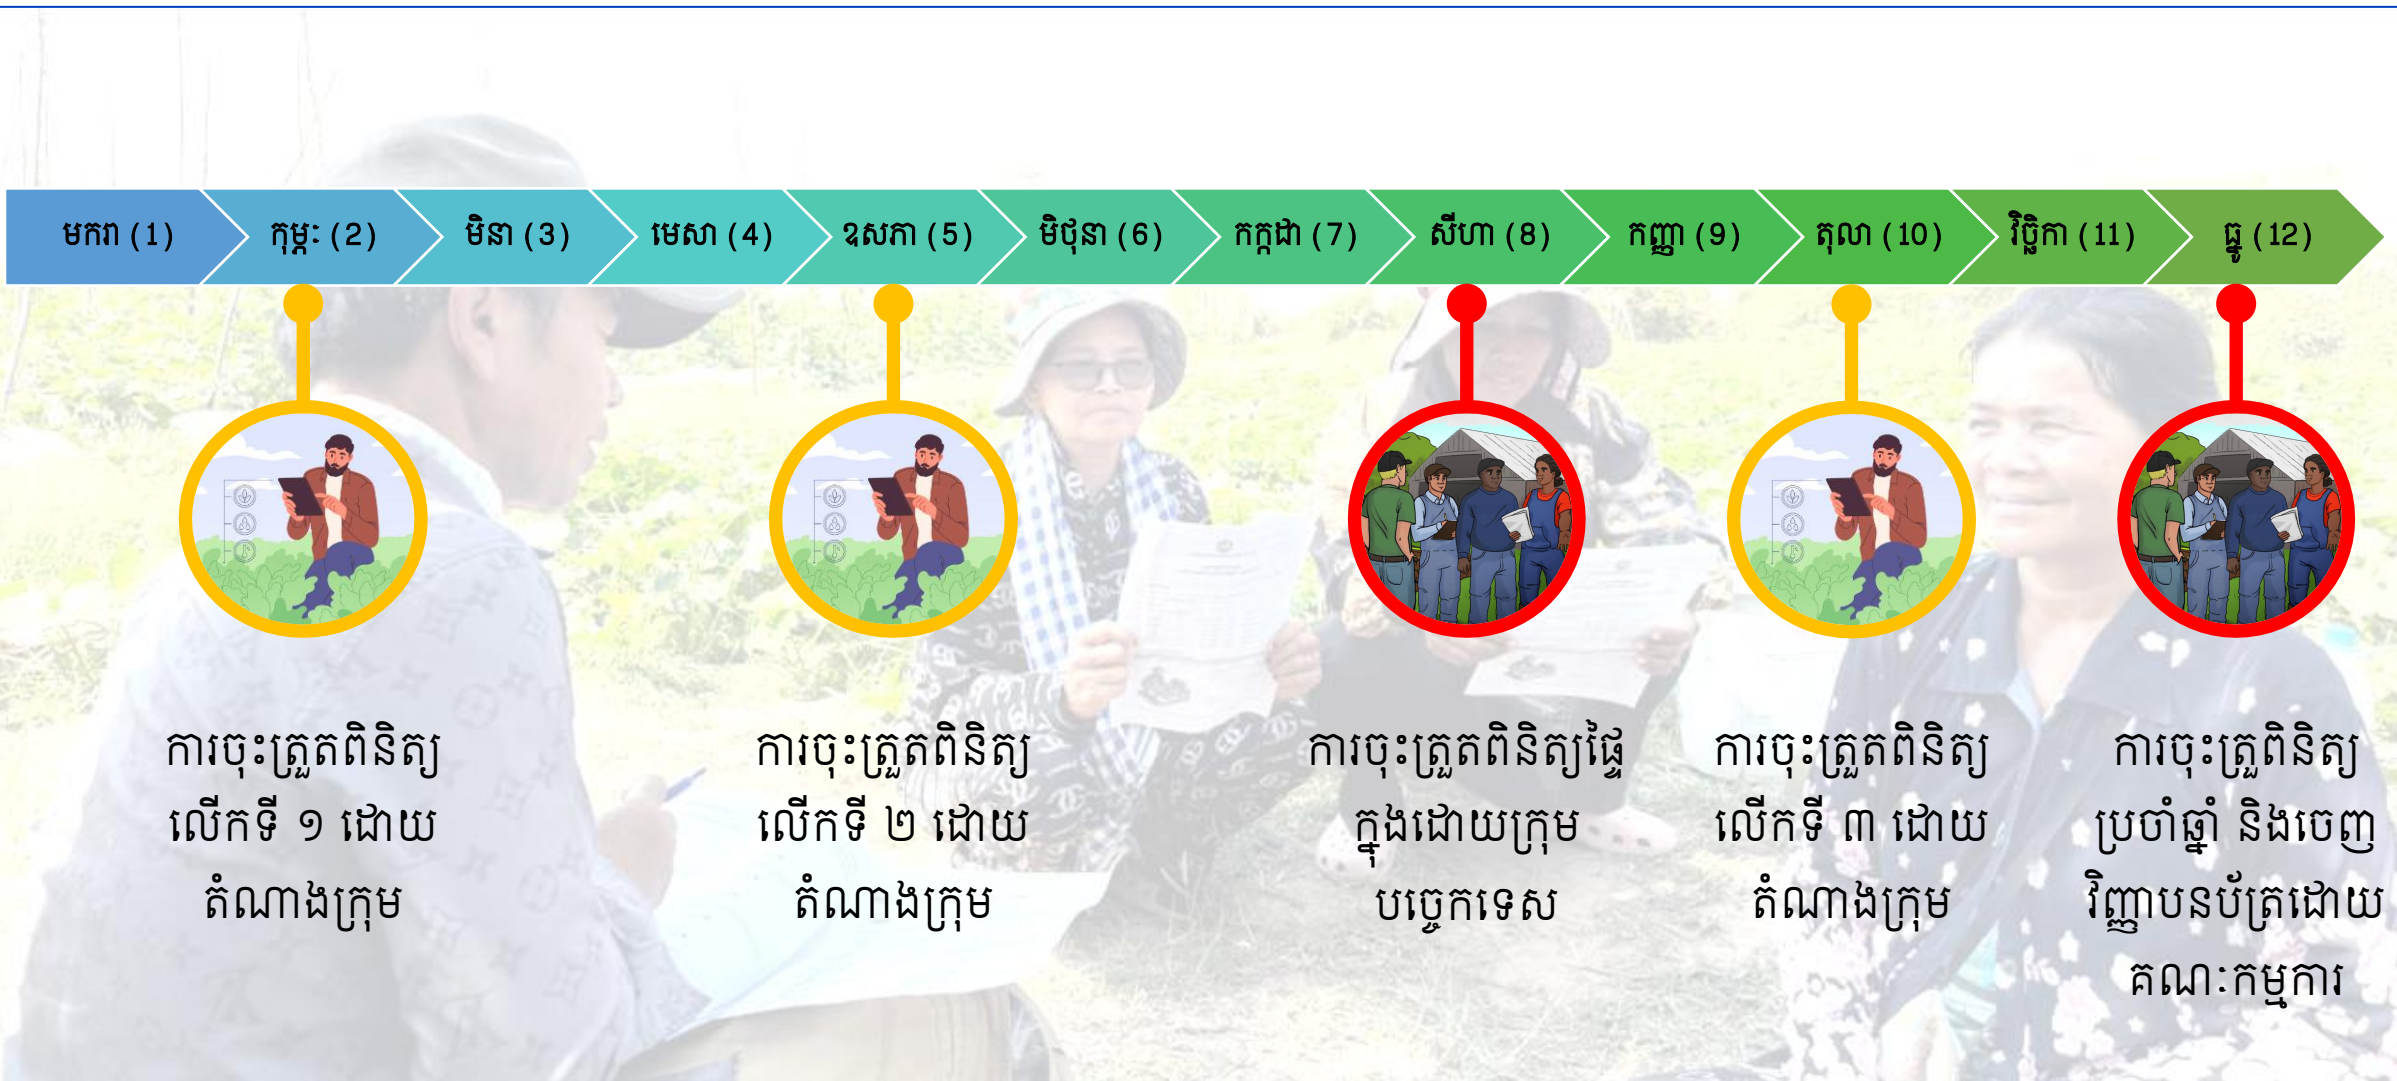 មករា (1)
កុម្ភៈ (2)
មិនា (3)
មេសា (4)
ឧសភា (5)
មិថុនា (6)
កក្កដា (7)
សីហា (8)
កញ្ញា (9)
តុលា (10)
វិច្ឆិកា (11)
ធ្នូ (12)
ការចុះត្រួតពិនិត្យ
លើកទី ១ ដោយ
តំណាងក្រុម
ការចុះត្រួតពិនិត្យ
លើកទី ២ ដោយ
តំណាងក្រុម
ការចុះត្រួតពិនិត្យផ្ទៃ
ក្នុងដោយក្រុម
បច្ចេកទេស
ការចុះត្រួតពិនិត្យ
លើកទី ៣ ដោយ
តំណាងក្រុម
ការចុះត្រួពិនិត្យ
ប្រចាំឆ្នាំ និងចេញ
វិញ្ញាបនប័ត្រដោយ
គណៈកម្មការ